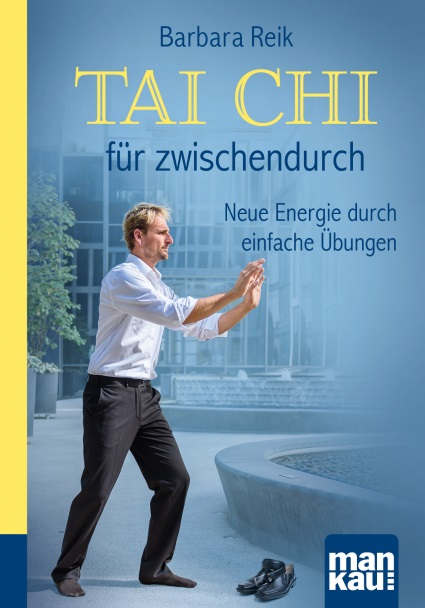 Barbara Reik
TAI CHI
für zwischendurch
Neue Energie durch
einfache Übungen
man
kau